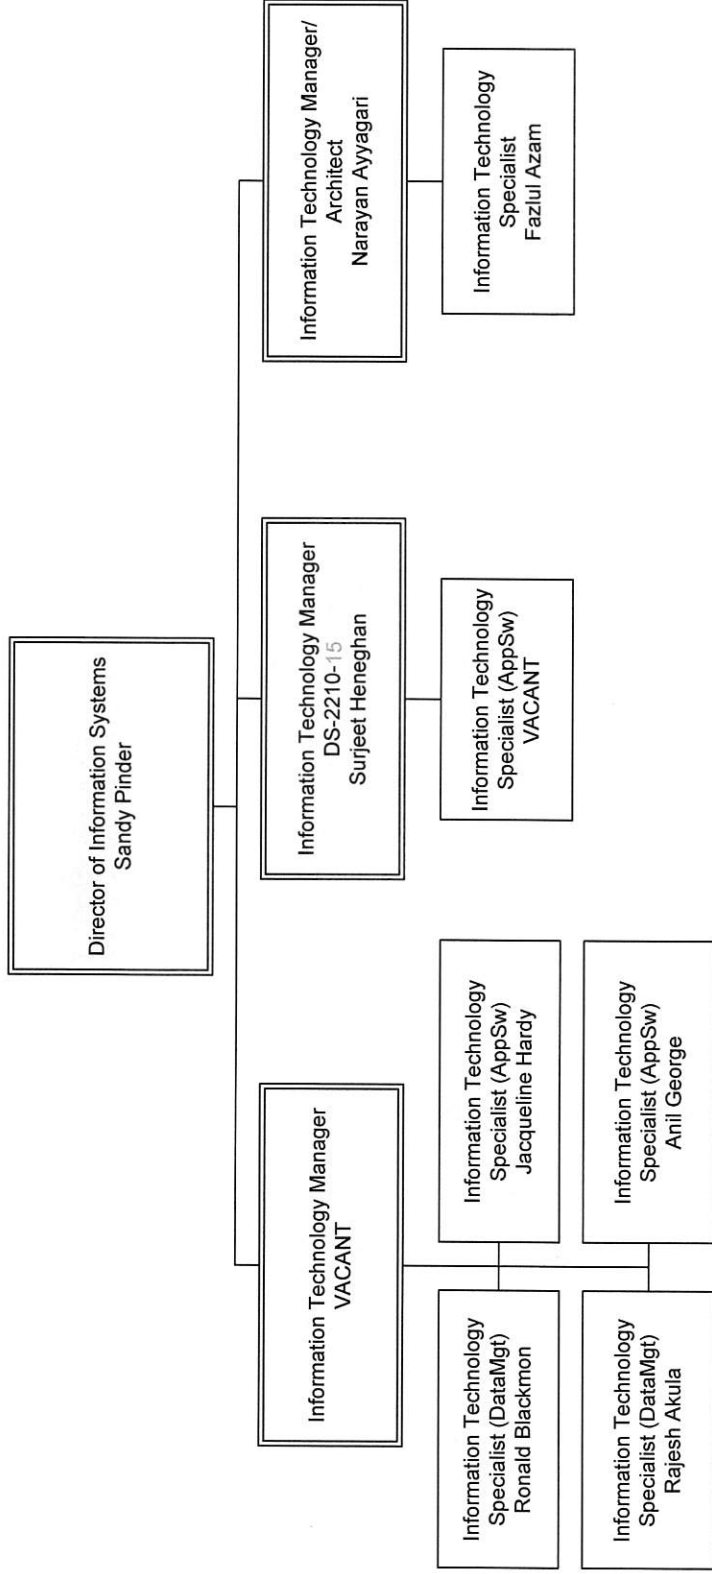 Director of Information Systems
Sandy Pinder
Information Technology Manager
VACANT
Information Technology Manager
DS-2210-15
Surjeet Heneghan
Information Technology Manager/
Architect
Narayan Ayyagari
Information Technology
Specialist (DataMgt)
Ronald Blackmon
Information Technology
Specialist (AppSw)
Jacqueline Hardy
Information Technology
Specialist (AppSw)
VACANT
Information Technology
Specialist
Fazlul Azam
Information Technology
Specialist (DataMgt)
Rajesh Akula
Information Technology
Specialist (AppSw)
Anil George